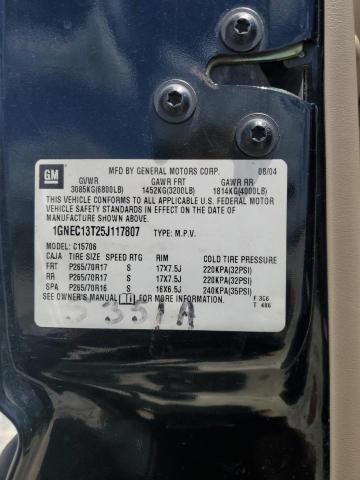 GM
MFD BY GENERAL MOTORS CORP. 08/04
GVWR GAWR FRT GAWR RR
3085KG(6800LB) 1452KG(3200LB) 1814KG(4000LB)
THIS VEHICLE CONFORMS TO ALL APPLICABLE U.S. FEDERAL MOTOR
VEHICLE SAFETY STANDARDS IN EFFECT ON THE DATE OF
MANUFACTURE SHOWN ABOVE.
1GNEC13T25J117807 TYPE: M.P.V.
MODEL: C15706
CAJA TIRE SIZE SPEED RTG RIM COLD TIRE PRESSURE
FRT P265/70R17 S 17X7.5J 220KPA(32PSI)
RR P265/70R17 S 17X7.5J 220KPA(32PSI)
SPA P265/70R16 S 16X6.5J 240KPA(35PSI)
SEE OWNER'S MANUAL FOR MORE INFORMATION. F 3C6
T 486
S 351A